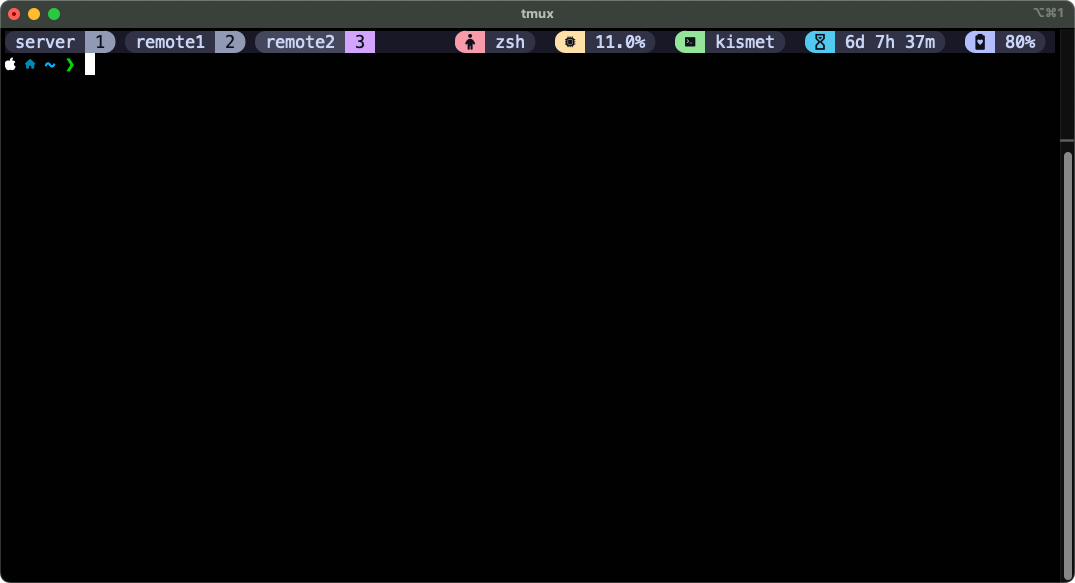 tmux
⌥⌘1
server 1 remote1 2 remote2 3 zsh 11.0% kismet 6d 7h 37m 80%
~ ❯